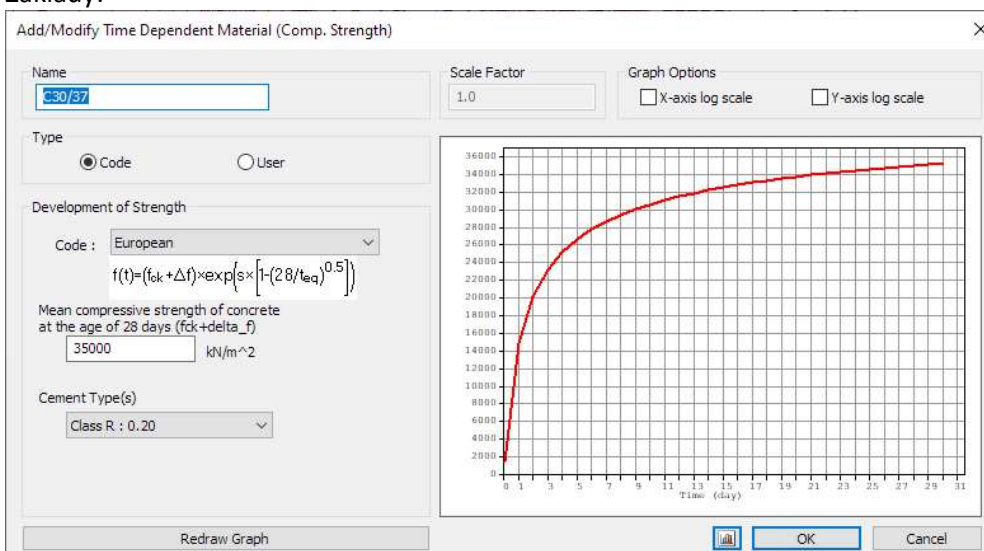 Základy:
Add/Modify Time Dependent Material (Comp. Strength)
Name
C30/37
Scale Factor
1.0
Graph Options
X-axis log scale
Y-axis log scale
Type
Code
User
Development of Strength
Code :
European
f(t)=(fck+Δf)×exp{s×[1-(28/teq)^0.5]}
Mean compressive strength of concrete
at the age of 28 days (fck+delta_f)
35000
kN/m^2
Cement Type(s)
Class R : 0.20
36000
34000
32000
30000
28000
26000
24000
22000
20000
18000
16000
14000
12000
10000
8000
6000
4000
2000
0
0 1 3 5 7 9 11 13 15 17 19 21 23 25 27 29 31
Time (day)
Redraw Graph
OK
Cancel